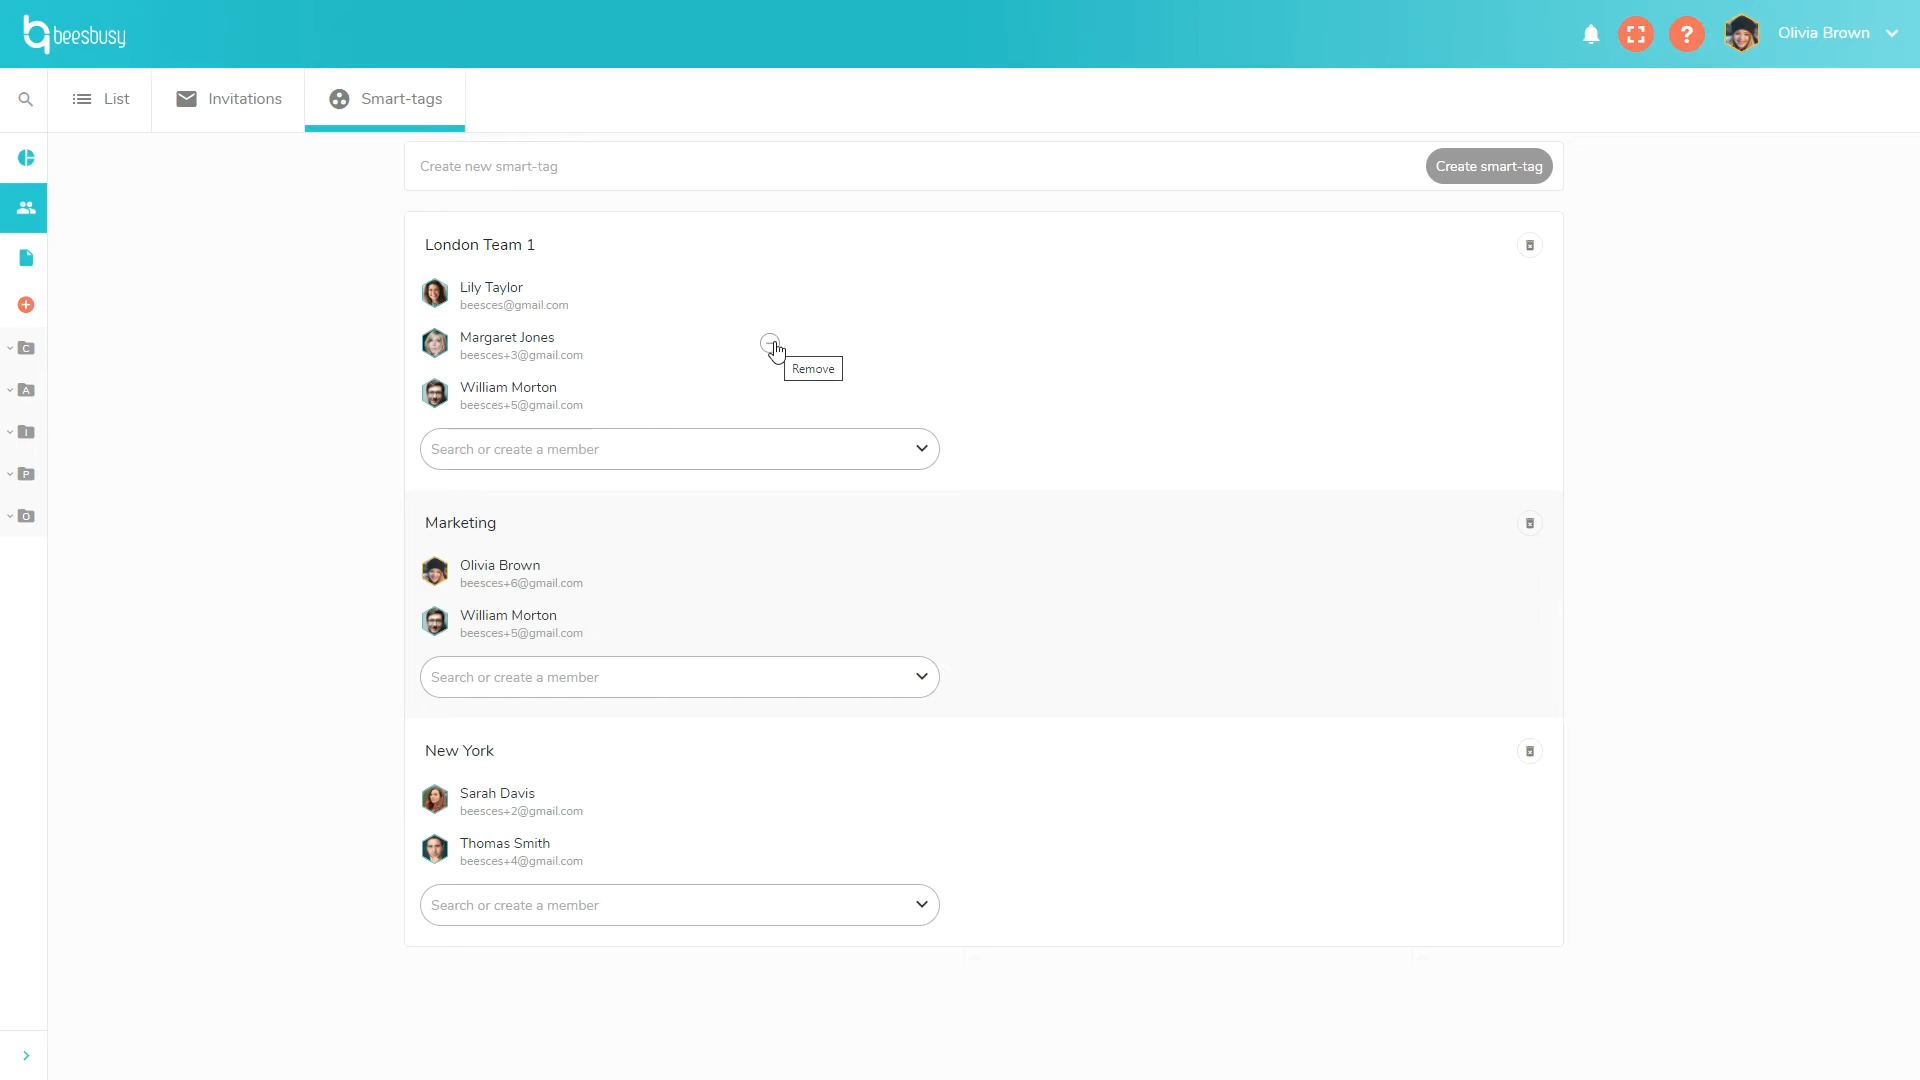 beesbusy
?
Olivia Brown
List
Invitations
Smart-tags
Create new smart-tag
Create smart-tag
London Team 1
Lily Taylor
beesces@gmail.com
Margaret Jones
beesces+3@gmail.com
Remove
William Morton
beesces+5@gmail.com
Search or create a member
Marketing
Olivia Brown
beesces+6@gmail.com
William Morton
beesces+5@gmail.com
Search or create a member
New York
Sarah Davis
beesces+2@gmail.com
Thomas Smith
beesces+4@gmail.com
Search or create a member
C
A
I
P
O